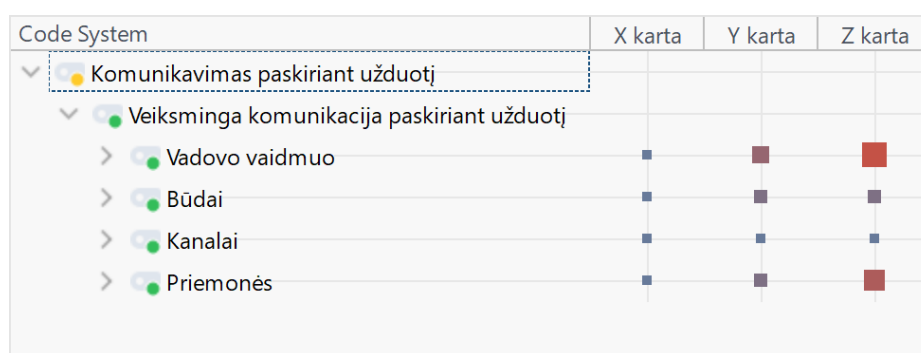 Code System X karta Y karta Z karta
Komunikavimas paskiriant užduotį
Veiksminga komunikacija paskiriant užduotį
Vadovo vaidmuo
Būdai
Kanalai
Priemonės